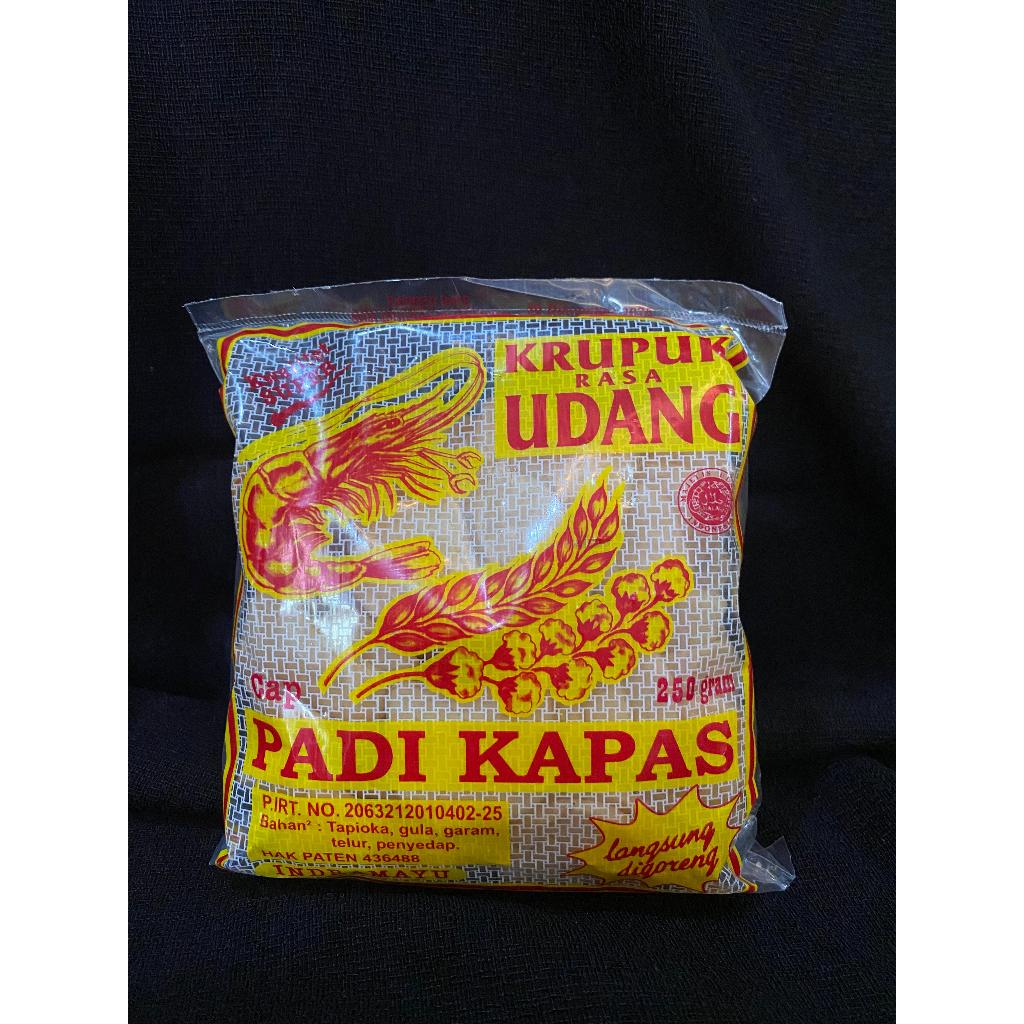 KRUPUK
RASA
UDANG
Cap
250 gram
PADI KAPAS
P.IRT. NO. 2063212010402-25
Bahan² : Tapioka, gula, garam,
telur, penyedap.
HAK PATEN 436488
INDRAMAYU
Langsung
digoreng